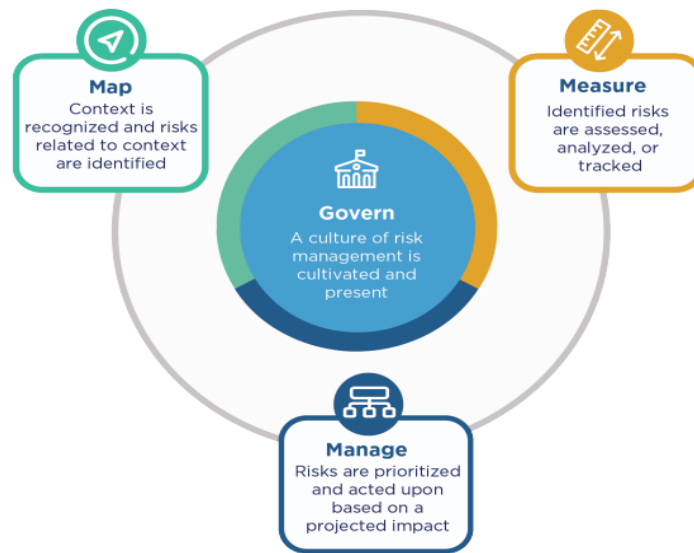 Map
Context is
recognized and risks
related to context
are identified
Measure
Identified risks
are assessed,
analyzed, or
tracked
Govern
A culture of risk
management is
cultivated and
present
Manage
Risks are prioritized
and acted upon
based on a
projected impact